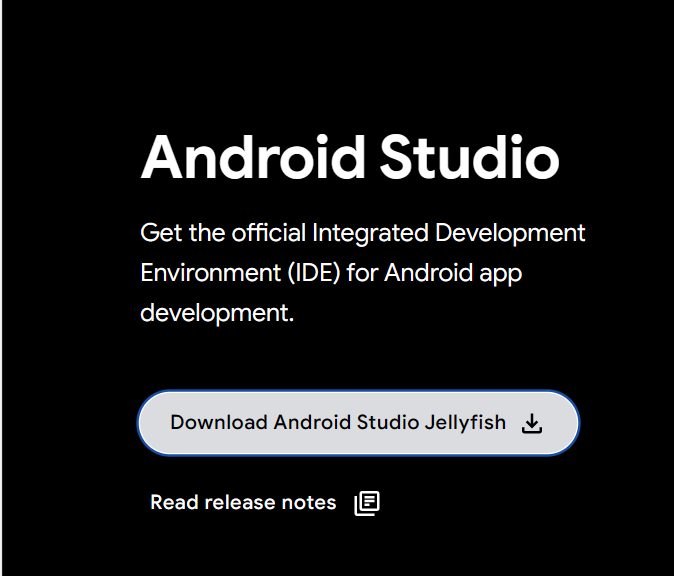 Android Studio
Get the official Integrated Development
Environment (IDE) for Android app
development.
Download Android Studio Jellyfish
Read release notes